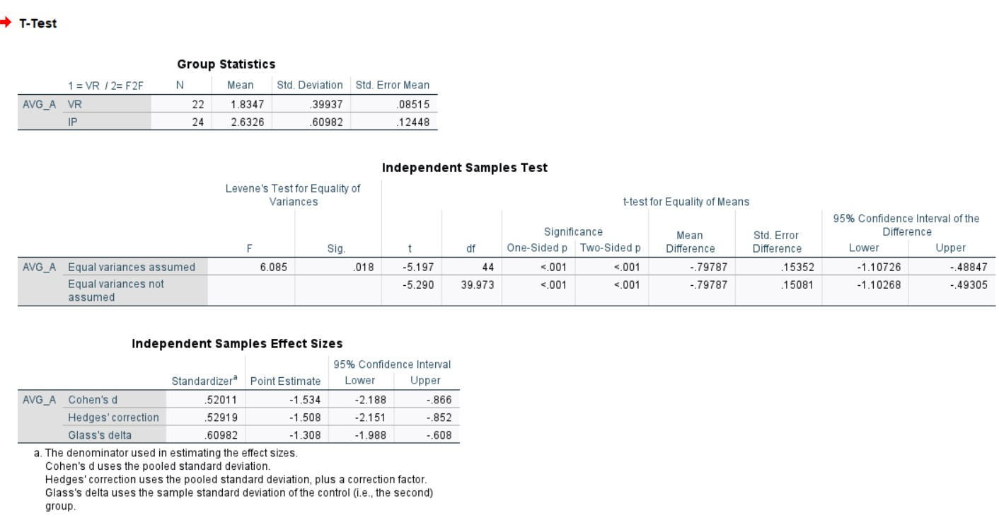 T-Test
Group Statistics
1 = VR / 2= F2F N Mean Std. Deviation Std. Error Mean
AVG_A VR 22 1.8347 .39937 .08515
IP 24 2.6326 .60982 .12448
Independent Samples Test
Levene's Test for Equality of Variances t-test for Equality of Means
F Sig. t df Significance One-Sided p Two-Sided p Mean Difference Std. Error Difference 95% Confidence Interval of the Difference Lower Upper
AVG_A Equal variances assumed 6.085 .018 -5.197 44 <.001 <.001 -.79787 .15352 -1.10726 -.48847
Equal variances not assumed -5.290 39.973 <.001 <.001 -.79787 .15081 -1.10268 -.49305
Independent Samples Effect Sizes
Standardizerᵃ Point Estimate 95% Confidence Interval Lower Upper
AVG_A Cohen's d .52011 -1.534 -2.188 -.866
Hedges' correction .52919 -1.508 -2.151 -.852
Glass's delta .60982 -1.308 -1.988 -.608
a. The denominator used in estimating the effect sizes.
Cohen's d uses the pooled standard deviation.
Hedges' correction uses the pooled standard deviation, plus a correction factor.
Glass's delta uses the sample standard deviation of the control (i.e., the second)
group.